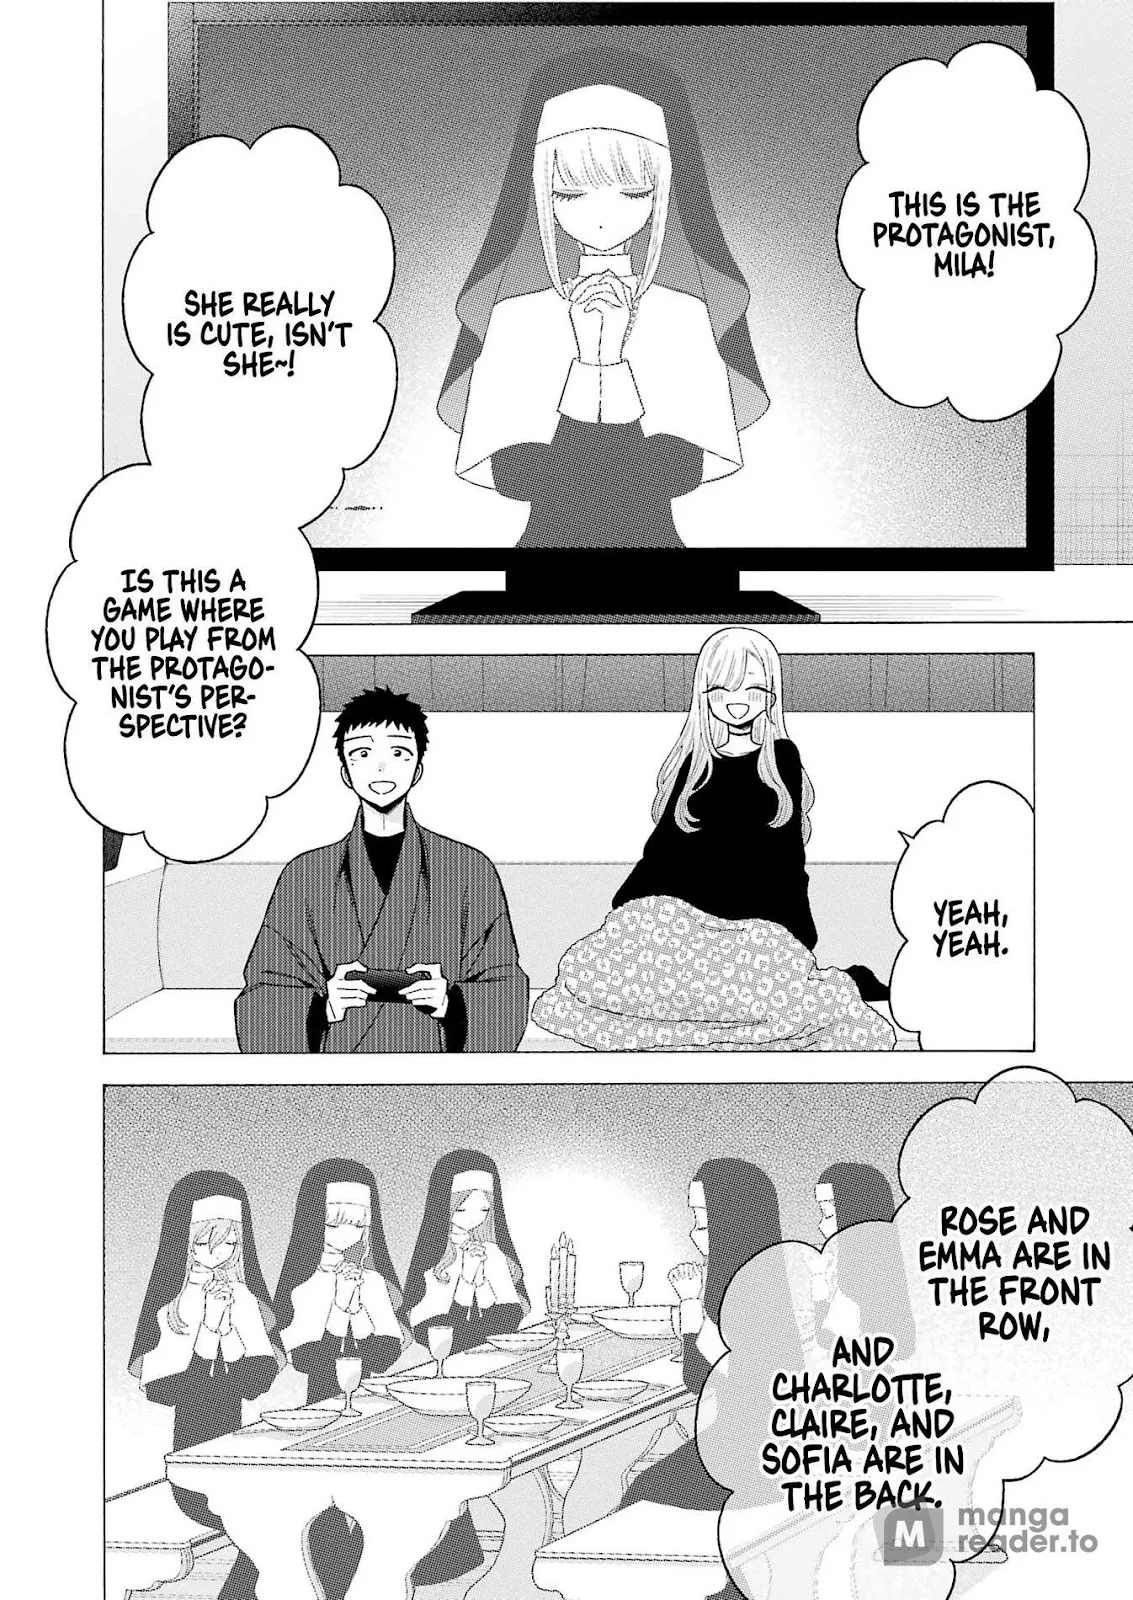 THIS IS THE
PROTAGONIST,
MILA!
SHE REALLY
IS CUTE, ISN'T
SHE~!
IS THIS A
GAME WHERE
YOU PLAY FROM
THE PROTAGO-
NIST'S PER-
SPECTIVE?
YEAH,
YEAH.
ROSE AND
EMMA ARE IN
THE FRONT
ROW,
AND
CHARLOTTE,
CLAIRE, AND
SOFIA ARE IN
THE BACK.
M manga
reader.to